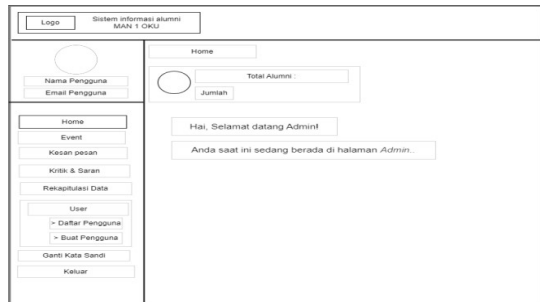 Logo
Sistem informasi alumni
MAN 1 OKU
Nama Pengguna
Email Pengguna
Home
Event
Kesan pesan
Kritik & Saran
Rekapitulasi Data
User
> Daftar Pengguna
> Buat Pengguna
Ganti Kata Sandi
Keluar
Home
Total Alumni :
Jumlah
Hai, Selamat datang Admin!
Anda saat ini sedang berada di halaman Admin..